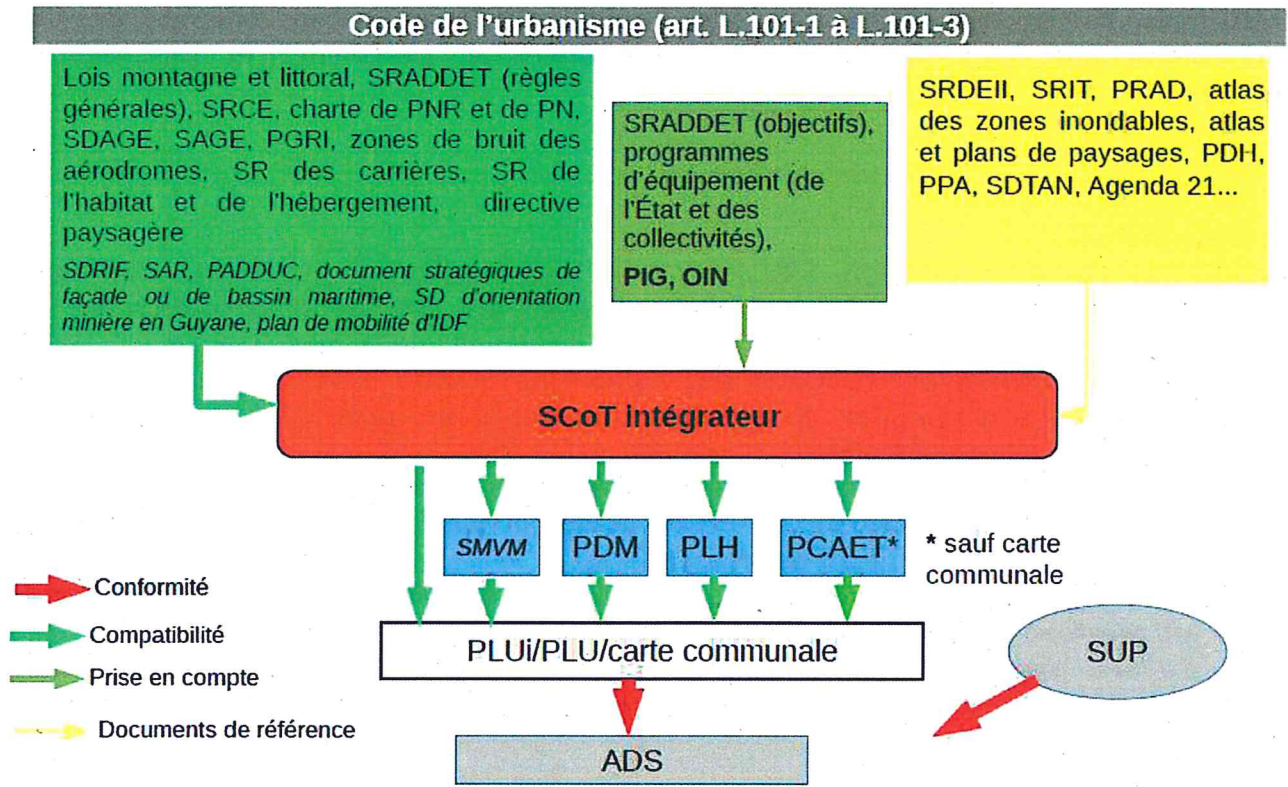 Code de l'urbanisme (art. L.101-1 à L.101-3)
Lois montagne et littoral, SRADDET (règles
générales), SRCE, charte de PNR et de PN,
SDAGE, SAGE, PGRI, zones de bruit des
aérodromes, SR des carrières, SR de
l'habitat et de l'hébergement, directive
paysagère
SDRIF, SAR, PADDUC, document stratégiques de
façade ou de bassin maritime, SD d'orientation
minière en Guyane, plan de mobilité d'IDF
SRADDET (objectifs),
programmes
d'équipement (de
l'État et des
collectivités),
PIG, OIN
SRDEII, SRIT, PRAD, atlas
des zones inondables, atlas
et plans de paysages, PDH,
PPA, SDTAN, Agenda 21...
SCoT intégrateur
SMVM
PDM
PLH
PCAET*
* sauf carte
communale
Conformité
Compatibilité
Prise en compte
Documents de référence
PLUi/PLU/carte communale
SUP
ADS